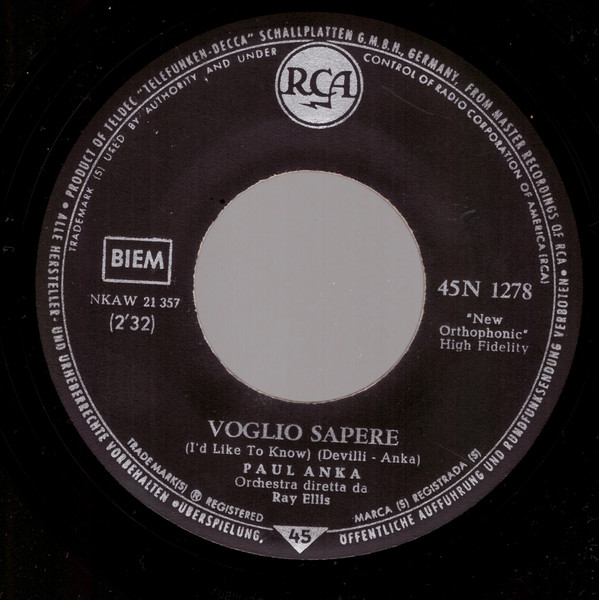 • PRODUCT OF TELDEC "TELEFUNKEN-DECCA" SCHALLPLATTEN G.M.B.H., GERMANY, FROM MASTER RECORDINGS OF RCA •
TRADEMARK (S) USED BY AUTHORITY AND UNDER CONTROL OF RADIO CORPORATION OF AMERICA (RCA)
RCA
BIEM
NKAW 21 357
(2'32)
45N 1278
"New
Orthophonic"
High Fidelity
VOGLIO SAPERE
(I'd Like To Know) (Devilli - Anka)
PAUL ANKA
Orchestra diretta da
Ray Ellis
TRADE MARK(S) ® REGISTERED
MARCA (S) REGISTRADA (S)
45
• ALLE HERSTELLER- UND URHEBERRECHTE VORBEHALTEN • ÜBERSPIELUNG, ÖFFENTLICHE AUFFÜHRUNG UND RUNDFUNKSENDUNG VERBOTEN